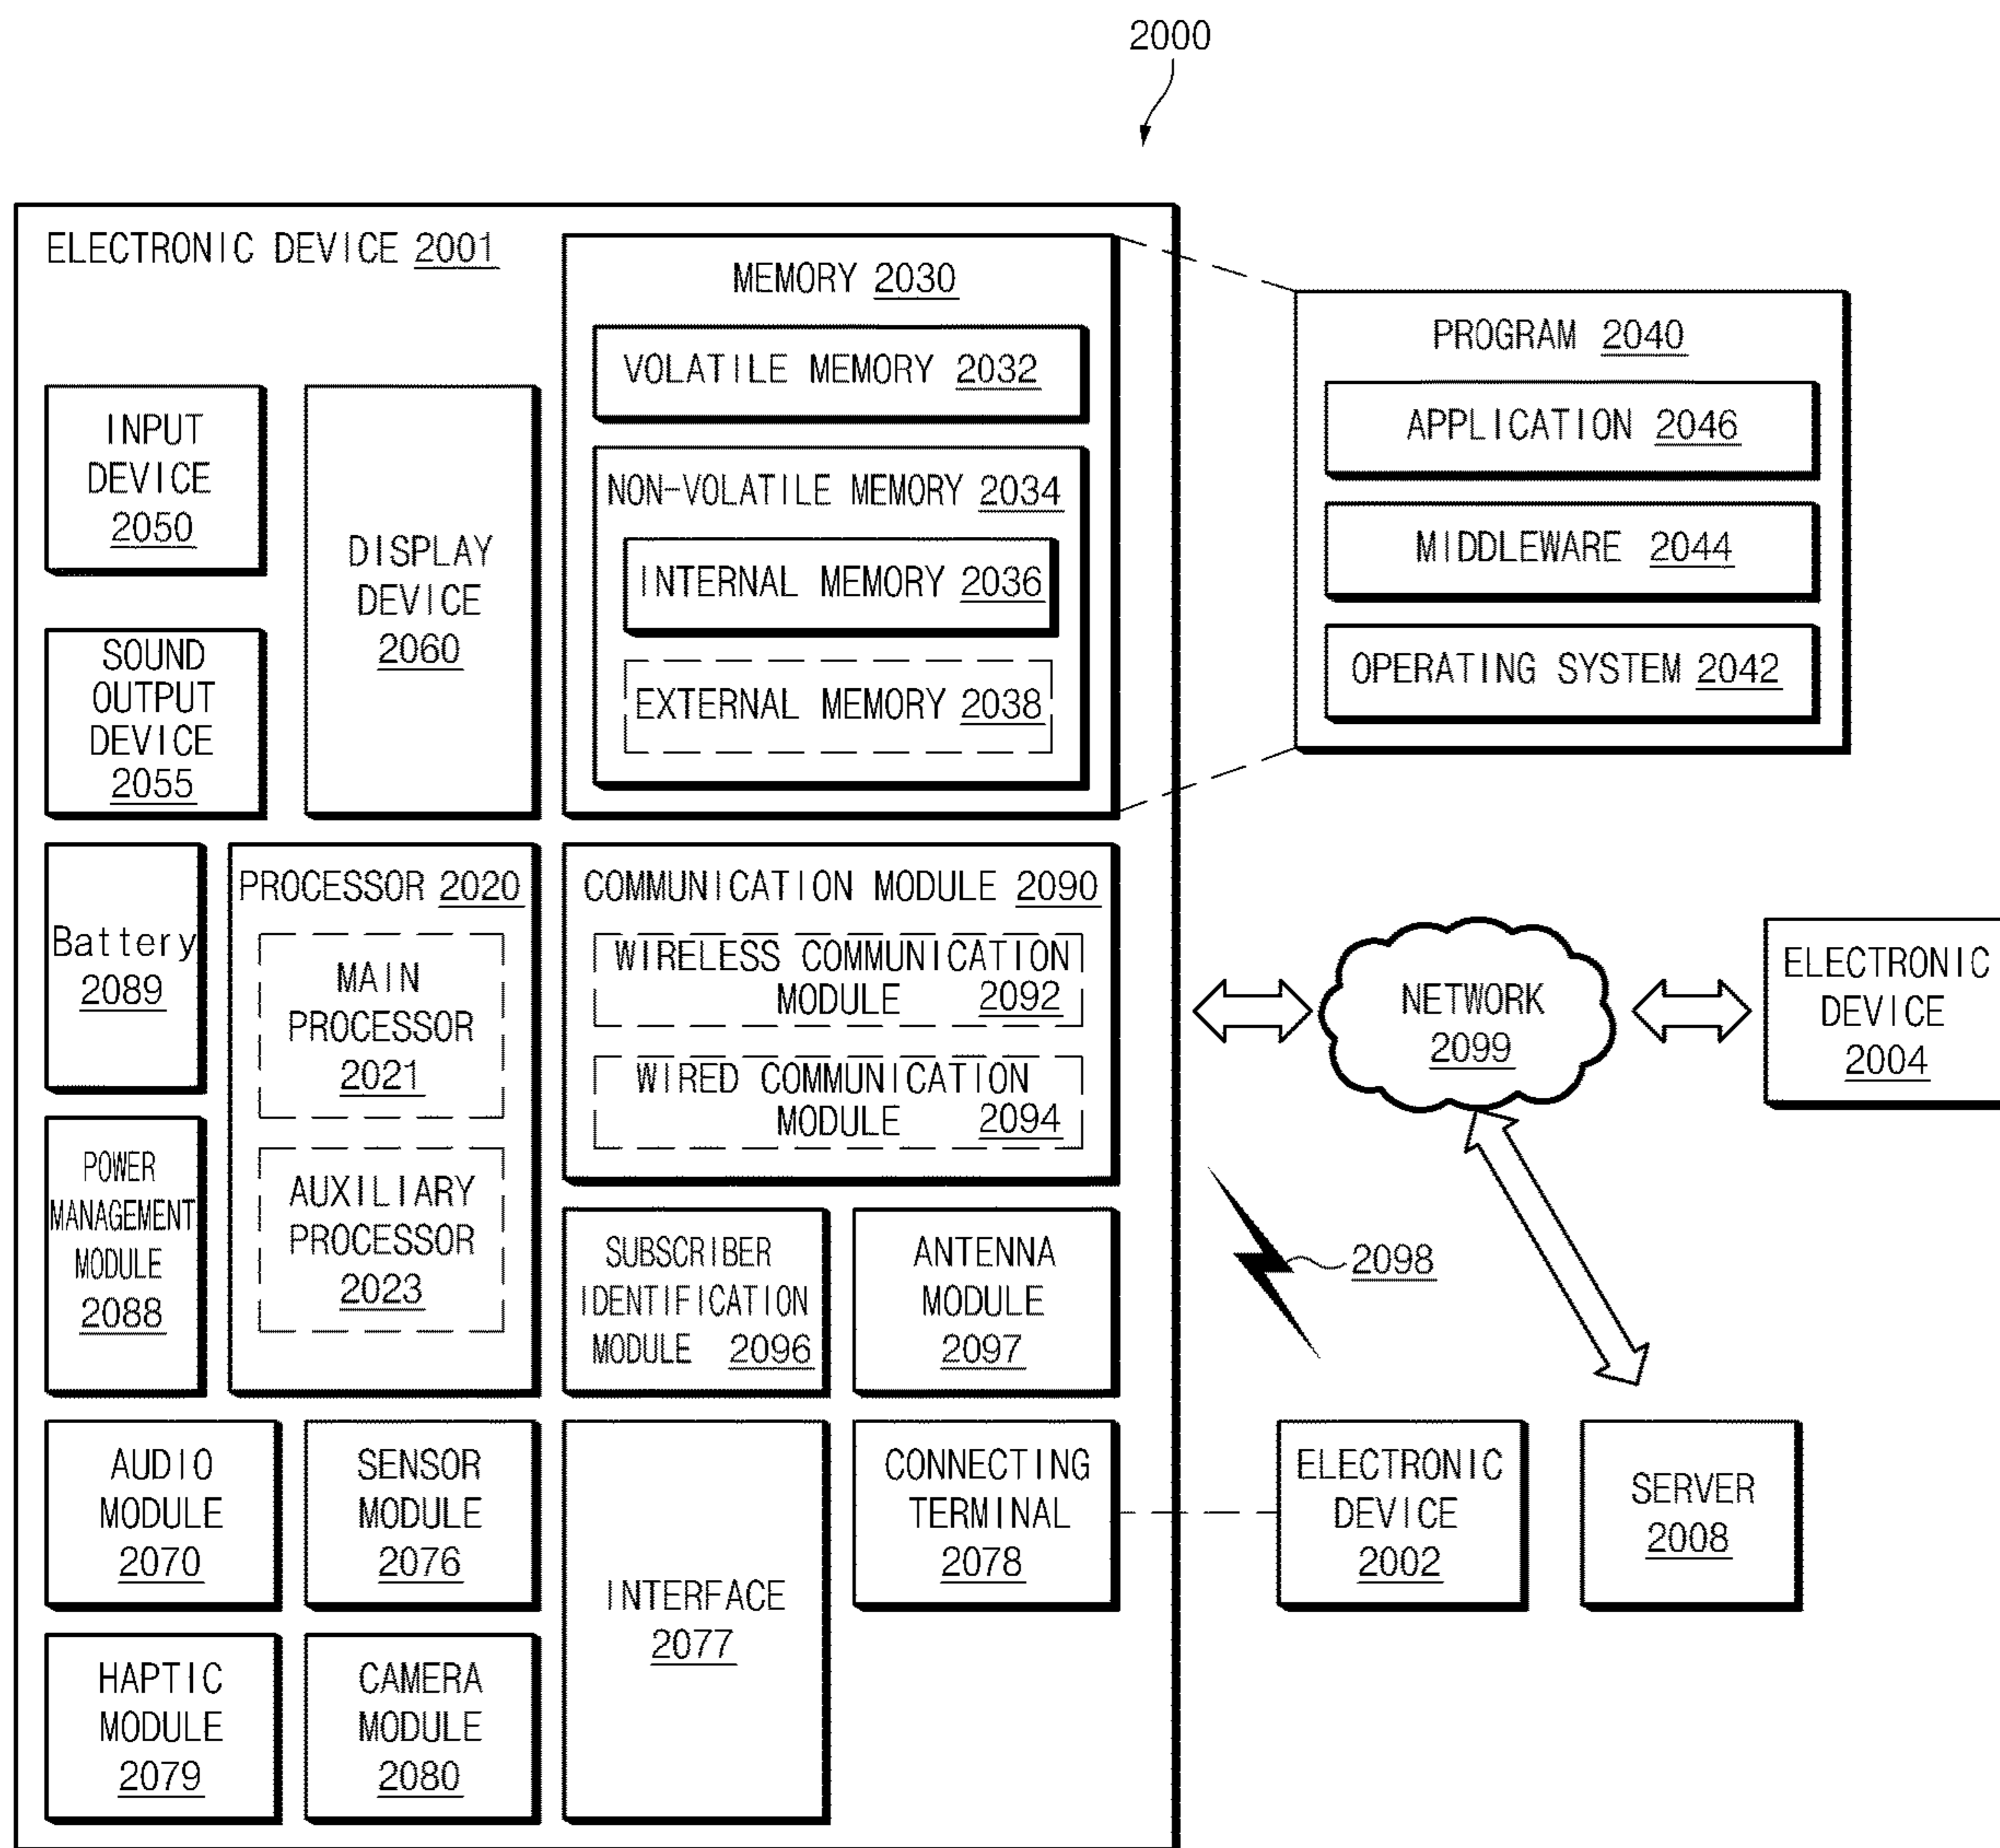 2000
ELECTRONIC DEVICE 2001
MEMORY 2030
VOLATILE MEMORY 2032
NON-VOLATILE MEMORY 2034
INTERNAL MEMORY 2036
EXTERNAL MEMORY 2038
PROGRAM 2040
APPLICATION 2046
MIDDLEWARE 2044
OPERATING SYSTEM 2042
INPUT
DEVICE
2050
DISPLAY
DEVICE
2060
SOUND
OUTPUT
DEVICE
2055
Battery
2089
PROCESSOR 2020
MAIN
PROCESSOR
2021
AUXILIARY
PROCESSOR
2023
COMMUNICATION MODULE 2090
WIRELESS COMMUNICATION
MODULE 2092
WIRED COMMUNICATION
MODULE 2094
NETWORK
2099
ELECTRONIC
DEVICE
2004
POWER
MANAGEMENT
MODULE
2088
SUBSCRIBER
IDENTIFICATION
MODULE 2096
ANTENNA
MODULE
2097
2098
AUDIO
MODULE
2070
SENSOR
MODULE
2076
INTERFACE
2077
CONNECTING
TERMINAL
2078
ELECTRONIC
DEVICE
2002
SERVER
2008
HAPTIC
MODULE
2079
CAMERA
MODULE
2080